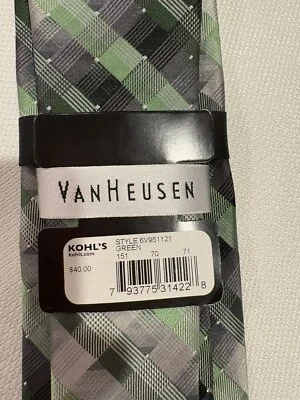 VANHEUSEN
KOHL'S
Kohls.com
$40.00
STYLE 6V951121
GREEN
151 70 71
7 93775 31422 8